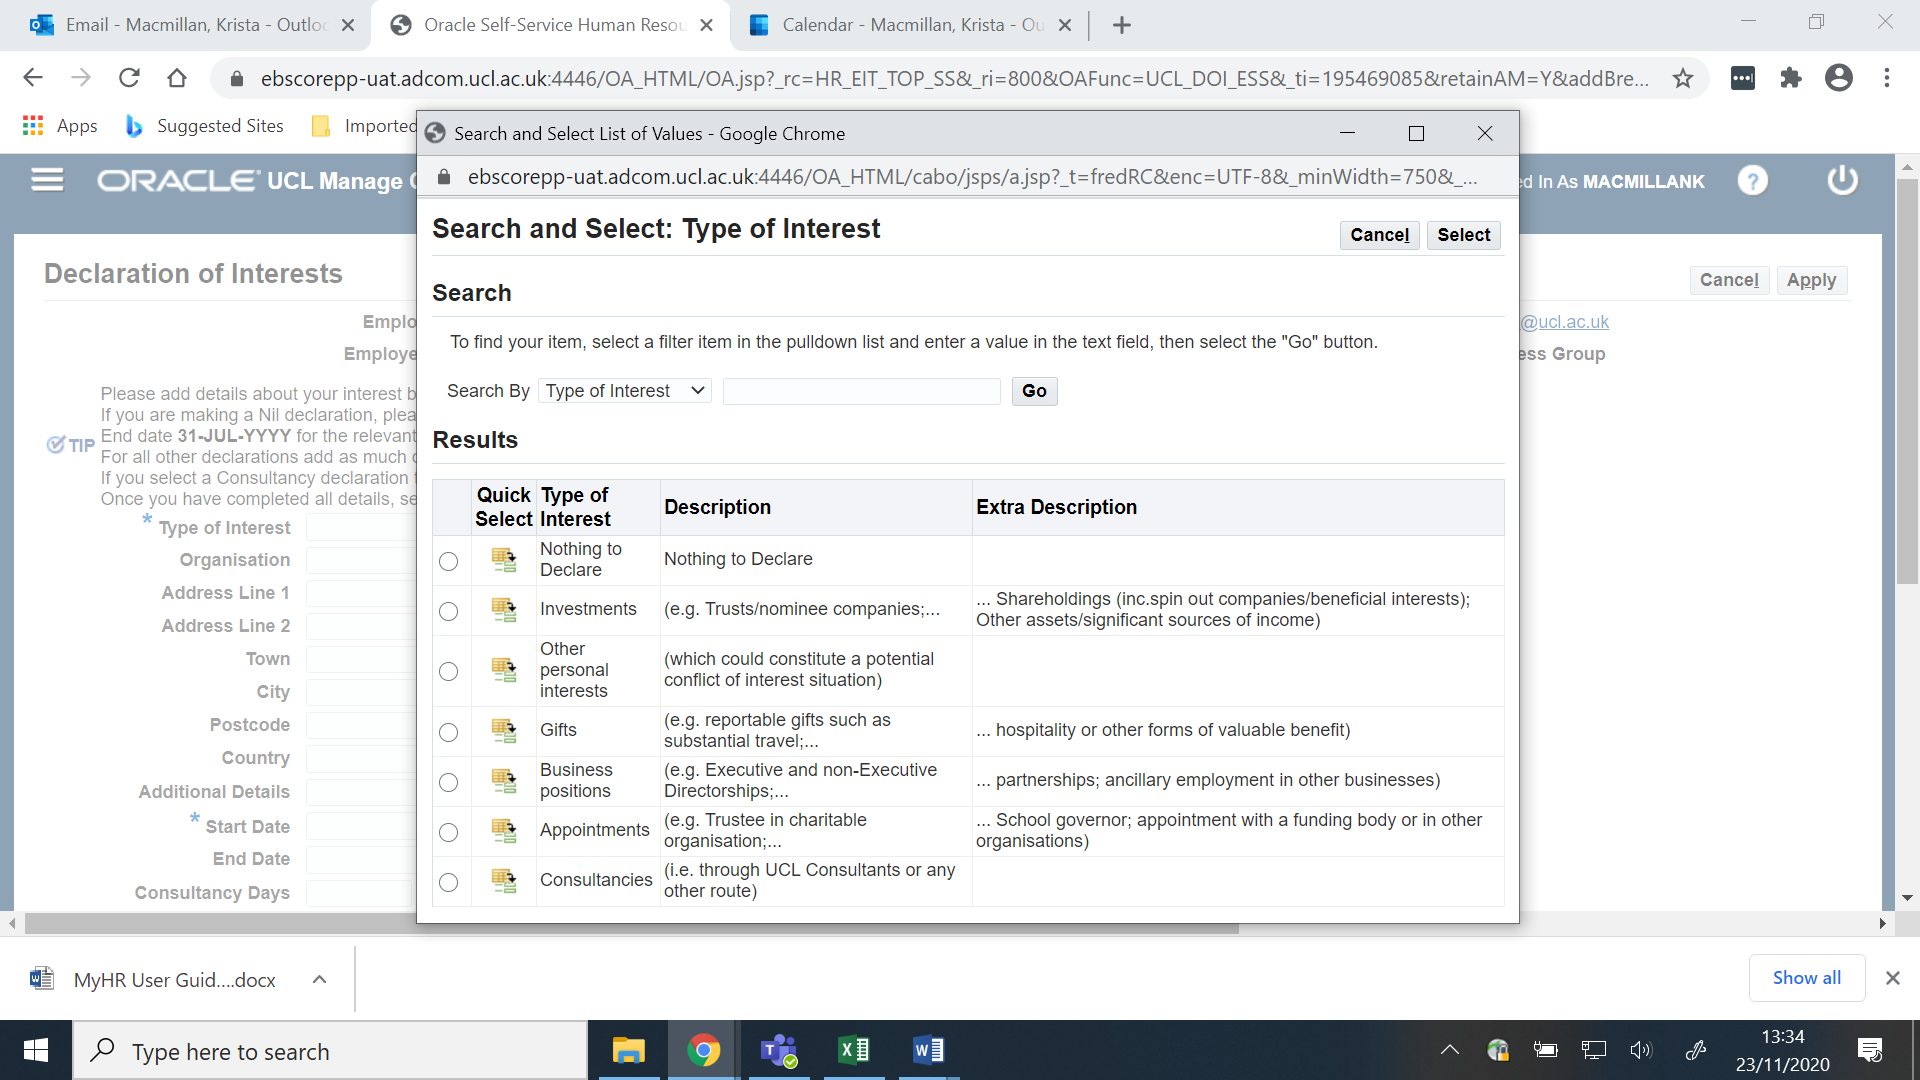 Email - Macmillan, Krista - Outloo
Oracle Self-Service Human Resou
Calendar - Macmillan, Krista - Ou
ebscorepp-uat.adcom.ucl.ac.uk:4446/OA_HTML/OA.jsp?_rc=HR_EIT_TOP_SS&_ri=800&OAFunc=UCL_DOI_ESS&_ti=195469085&retainAM=Y&addBre...
Apps
Suggested Sites
Imported
Search and Select List of Values - Google Chrome
ebscorepp-uat.adcom.ucl.ac.uk:4446/OA_HTML/cabo/jsps/a.jsp?_t=fredRC&enc=UTF-8&_minWidth=750&_...
ORACLE UCL Manage
ed In As MACMILLANK
?
Search and Select: Type of Interest
Cancel
Select
Declaration of Interests
Cancel
Apply
Search
To find your item, select a filter item in the pulldown list and enter a value in the text field, then select the "Go" button.
Search By
Type of Interest
Go
Results
Quick Select
Type of Interest
Description
Extra Description
Nothing to Declare
Nothing to Declare
Investments
(e.g. Trusts/nominee companies;...
... Shareholdings (inc.spin out companies/beneficial interests);
Other assets/significant sources of income)
Other personal interests
(which could constitute a potential
conflict of interest situation)
Gifts
(e.g. reportable gifts such as
substantial travel;...
... hospitality or other forms of valuable benefit)
Business positions
(e.g. Executive and non-Executive
Directorships;...
... partnerships; ancillary employment in other businesses)
Appointments
(e.g. Trustee in charitable
organisation;...
... School governor; appointment with a funding body or in other
organisations)
Consultancies
(i.e. through UCL Consultants or any
other route)
Emplo
Employe
@ucl.ac.uk
ess Group
TIP
Please add details about your interest b
If you are making a Nil declaration, plea
End date 31-JUL-YYYY for the relevant
For all other declarations add as much
If you select a Consultancy declaration
Once you have completed all details, se
* Type of Interest
Organisation
Address Line 1
Address Line 2
Town
City
Postcode
Country
Additional Details
* Start Date
End Date
Consultancy Days
MyHR User Guid....docx
Show all
Type here to search
13:34
23/11/2020